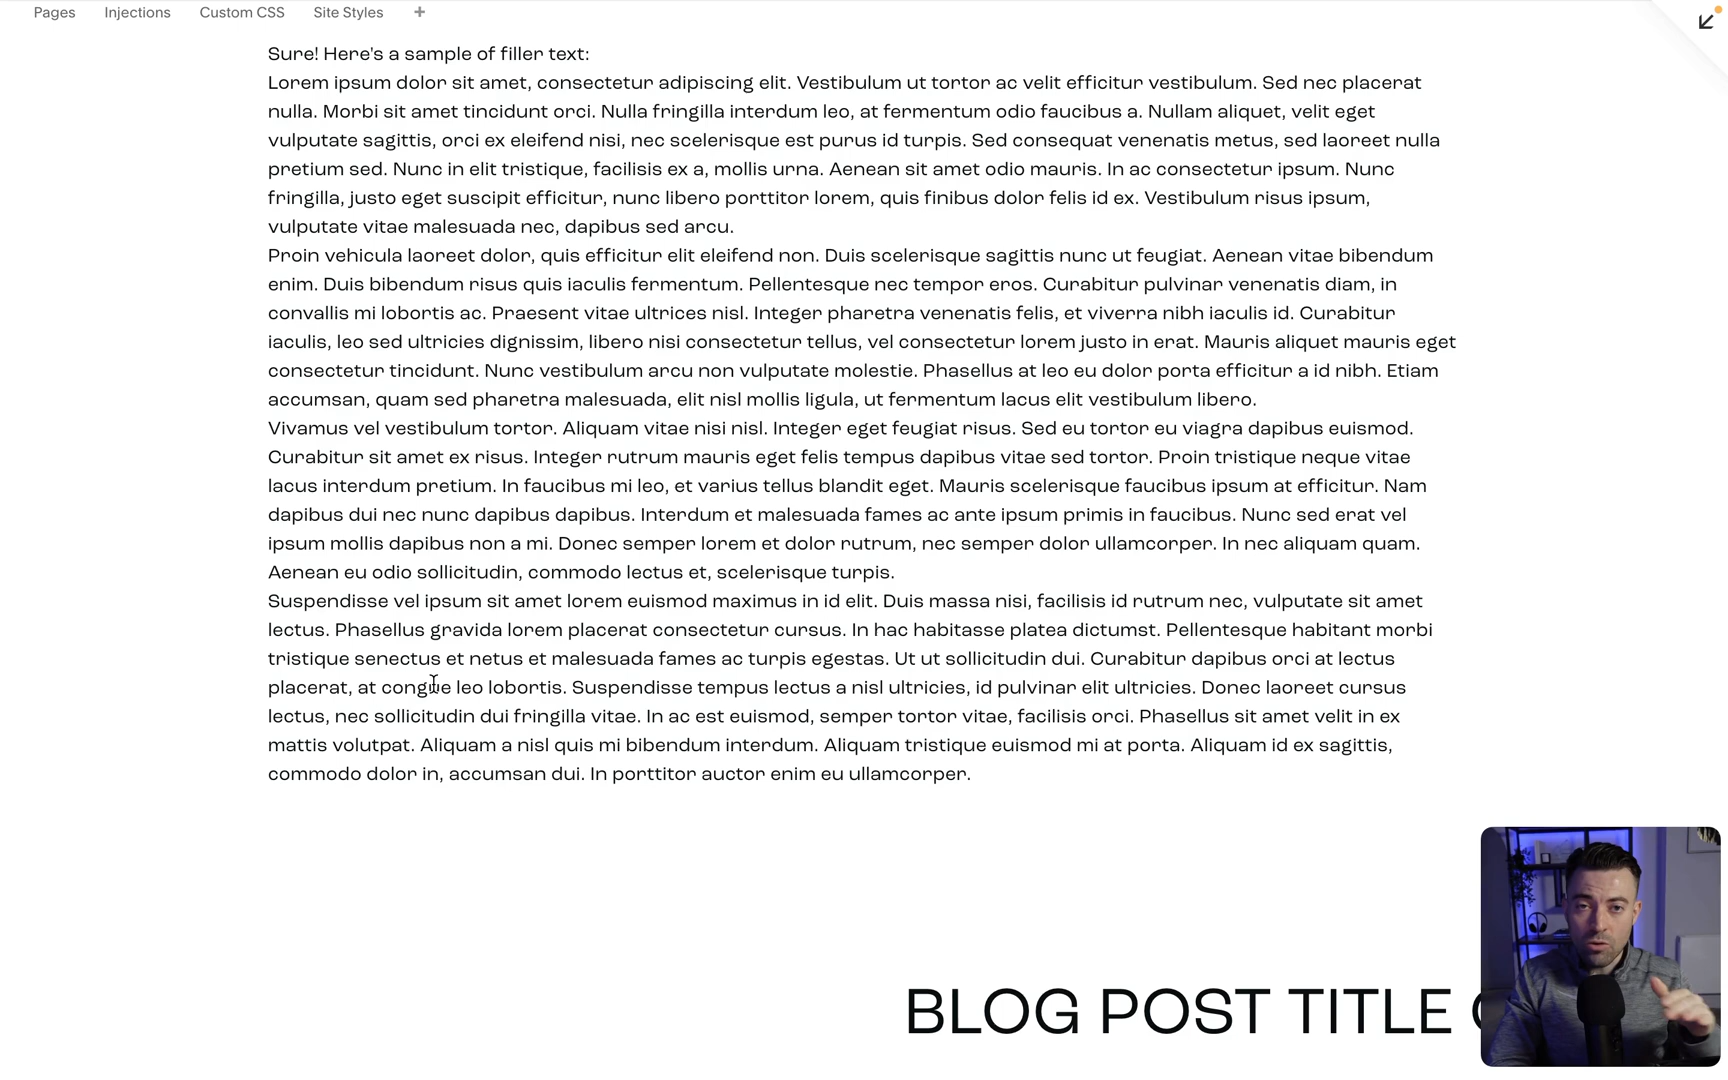 Pages Injections Custom CSS Site Styles +
Sure! Here's a sample of filler text:
Lorem ipsum dolor sit amet, consectetur adipiscing elit. Vestibulum ut tortor ac velit efficitur vestibulum. Sed nec placerat
nulla. Morbi sit amet tincidunt orci. Nulla fringilla interdum leo, at fermentum odio faucibus a. Nullam aliquet, velit eget
vulputate sagittis, orci ex eleifend nisi, nec scelerisque est purus id turpis. Sed consequat venenatis metus, sed laoreet nulla
pretium sed. Nunc in elit tristique, facilisis ex a, mollis urna. Aenean sit amet odio mauris. In ac consectetur ipsum. Nunc
fringilla, justo eget suscipit efficitur, nunc libero porttitor lorem, quis finibus dolor felis id ex. Vestibulum risus ipsum,
vulputate vitae malesuada nec, dapibus sed arcu.
Proin vehicula laoreet dolor, quis efficitur elit eleifend non. Duis scelerisque sagittis nunc ut feugiat. Aenean vitae bibendum
enim. Duis bibendum risus quis iaculis fermentum. Pellentesque nec tempor eros. Curabitur pulvinar venenatis diam, in
convallis mi lobortis ac. Praesent vitae ultrices nisl. Integer pharetra venenatis felis, et viverra nibh iaculis id. Curabitur
iaculis, leo sed ultricies dignissim, libero nisi consectetur tellus, vel consectetur lorem justo in erat. Mauris aliquet mauris eget
consectetur tincidunt. Nunc vestibulum arcu non vulputate molestie. Phasellus at leo eu dolor porta efficitur a id nibh. Etiam
accumsan, quam sed pharetra malesuada, elit nisl mollis ligula, ut fermentum lacus elit vestibulum libero.
Vivamus vel vestibulum tortor. Aliquam vitae nisi nisl. Integer eget feugiat risus. Sed eu tortor eu viagra dapibus euismod.
Curabitur sit amet ex risus. Integer rutrum mauris eget felis tempus dapibus vitae sed tortor. Proin tristique neque vitae
lacus interdum pretium. In faucibus mi leo, et varius tellus blandit eget. Mauris scelerisque faucibus ipsum at efficitur. Nam
dapibus dui nec nunc dapibus dapibus. Interdum et malesuada fames ac ante ipsum primis in faucibus. Nunc sed erat vel
ipsum mollis dapibus non a mi. Donec semper lorem et dolor rutrum, nec semper dolor ullamcorper. In nec aliquam quam.
Aenean eu odio sollicitudin, commodo lectus et, scelerisque turpis.
Suspendisse vel ipsum sit amet lorem euismod maximus in id elit. Duis massa nisi, facilisis id rutrum nec, vulputate sit amet
lectus. Phasellus gravida lorem placerat consectetur cursus. In hac habitasse platea dictumst. Pellentesque habitant morbi
tristique senectus et netus et malesuada fames ac turpis egestas. Ut ut sollicitudin dui. Curabitur dapibus orci at lectus
placerat, at congue leo lobortis. Suspendisse tempus lectus a nisl ultricies, id pulvinar elit ultricies. Donec laoreet cursus
lectus, nec sollicitudin dui fringilla vitae. In ac est euismod, semper tortor vitae, facilisis orci. Phasellus sit amet velit in ex
mattis volutpat. Aliquam a nisl quis mi bibendum interdum. Aliquam tristique euismod mi at porta. Aliquam id ex sagittis,
commodo dolor in, accumsan dui. In porttitor auctor enim eu ullamcorper.
BLOG POST TITLE